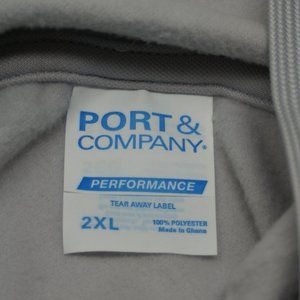 PORT &
COMPANY®
PERFORMANCE
TEAR AWAY LABEL
2XL
100% POLYESTER
Made in Ghana